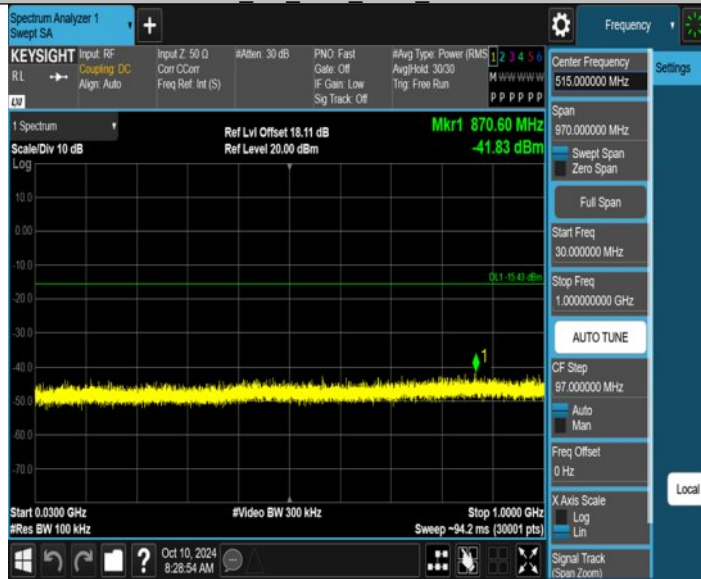 Spectrum Analyzer 1
Swept SA
+
Frequency
KEYSIGHT
RL
LXI
Input: RF
Coupling: DC
Align: Auto
Input Z: 50 Ω
Corr CCorr
Freq Ref: Int (S)
#Atten: 30 dB
PNO: Fast
Gate: Off
IF Gain: Low
Sig Track: Off
#Avg Type: Power (RMS
Avg|Hold: 30/30
Trig: Free Run
1 2 3 4 5 6
M W W W W W
P P P P P P
1 Spectrum
Scale/Div 10 dB
Log
Ref Lvl Offset 18.11 dB
Ref Level 20.00 dBm
Mkr1 870.60 MHz
-41.83 dBm
10.0
0.00
-10.0
DL1 -15.43 dBm
-20.0
-30.0
-40.0
1
-50.0
-60.0
-70.0
Start 0.0300 GHz
#Res BW 100 kHz
#Video BW 300 kHz
Stop 1.0000 GHz
Sweep ~94.2 ms (30001 pts)
?
Oct 10, 2024
8:28:54 AM
Center Frequency
515.000000 MHz
Span
970.000000 MHz
Swept Span
Zero Span
Full Span
Start Freq
30.000000 MHz
Stop Freq
1.000000000 GHz
AUTO TUNE
CF Step
97.000000 MHz
Auto
Man
Freq Offset
0 Hz
X Axis Scale
Log
Lin
Signal Track
(Span Zoom)
Settings
Local